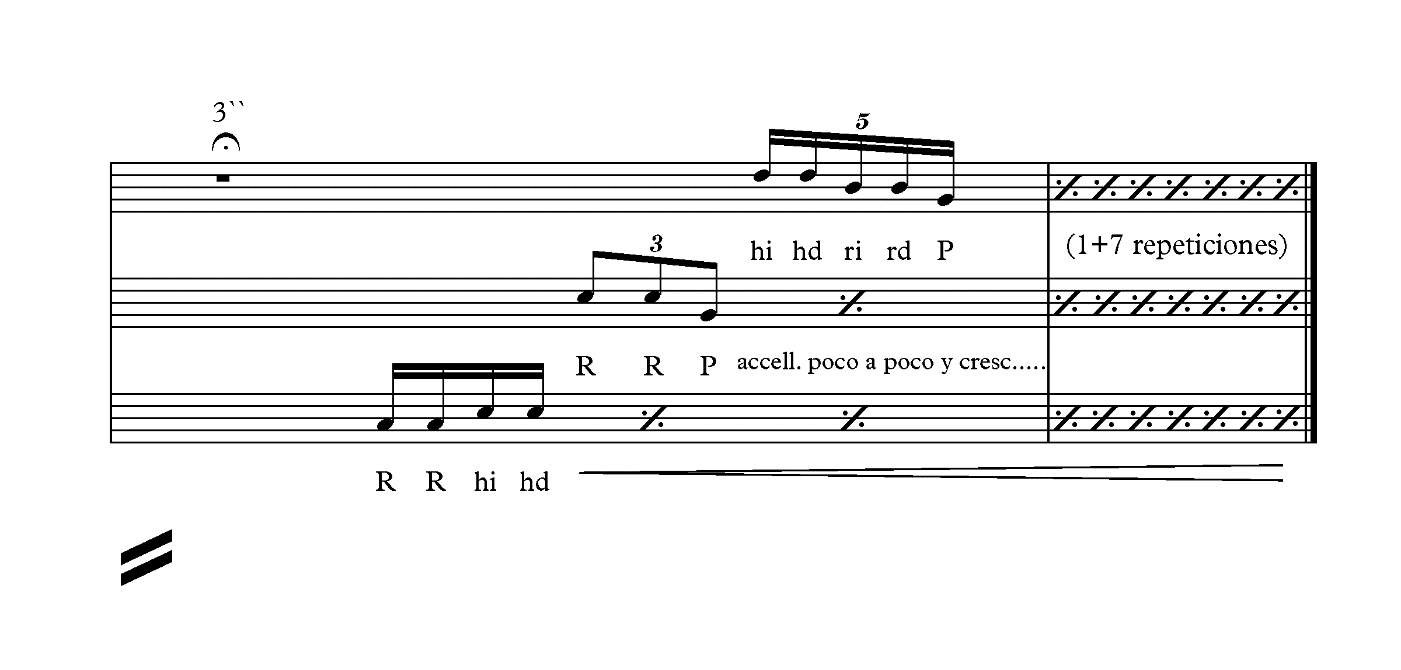 3``
5
hi hd ri rd P
(1+7 repeticiones)
3
R R P
accell. poco a poco y cresc.....
R R hi hd